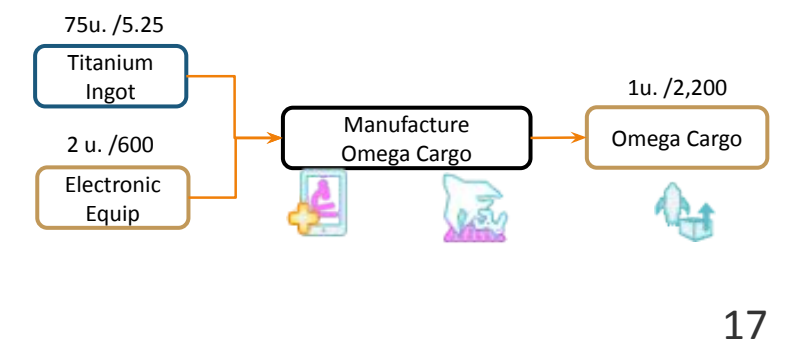 75u. /5.25
Titanium
Ingot
2 u. /600
Electronic
Equip
Manufacture
Omega Cargo
1u. /2,200
Omega Cargo
17